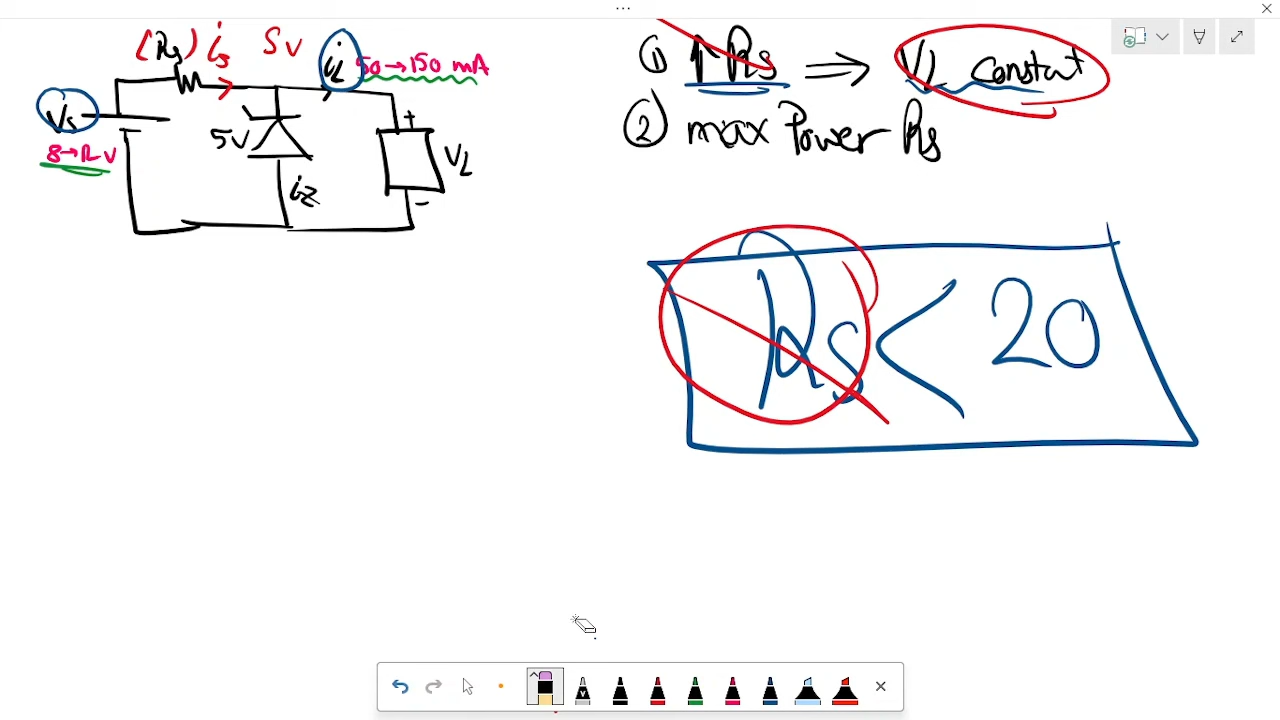 (Rs) is 5v iL 50→150 mA
Vs
8→12 v
5V
iz
+
VL
-
① ↑ Rs ⇒ VL constant
② max Power Rs
Rs < 20